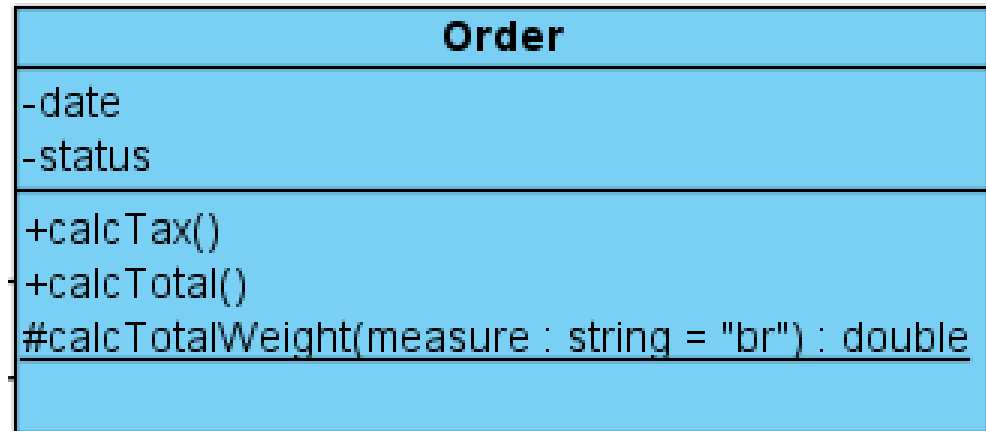 Order
-date
-status
+calcTax()
+calcTotal()
#calcTotalWeight(measure : string = "br") : double